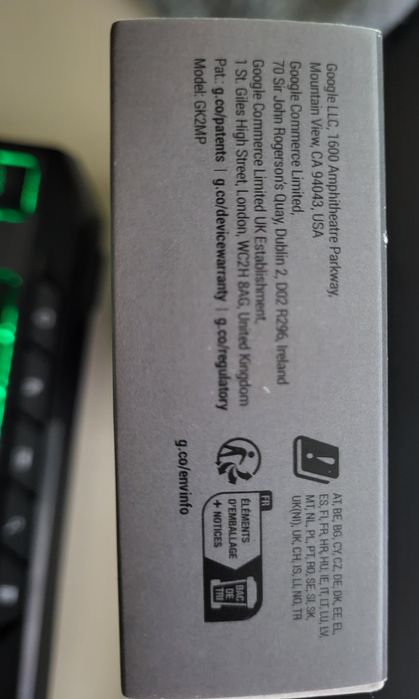 Google LLC, 1600 Amphitheatre Parkway,
Mountain View, CA 94043, USA
Google Commerce Limited,
70 Sir John Rogerson's Quay, Dublin 2, D02 R296, Ireland
Google Commerce Limited UK Establishment,
1 St. Giles High Street, London, WC2H 8AG, United Kingdom
Pat.: g.co/patents | g.co/devicewarranty | g.co/regulatory
Model: GK2MP
AT, BE, BG, CY, CZ, DE, DK, EE, EL,
ES, FI, FR, HR, HU, IE, IT, LT, LU, LV,
MT, NL, PL, PT, RO, SE, SI, SK,
UK(NI), UK, CH, IS, LI, NO, TR
FR
ÉLÉMENTS
D'EMBALLAGE
+ NOTICES
BAC
DE
TRI
g.co/envinfo